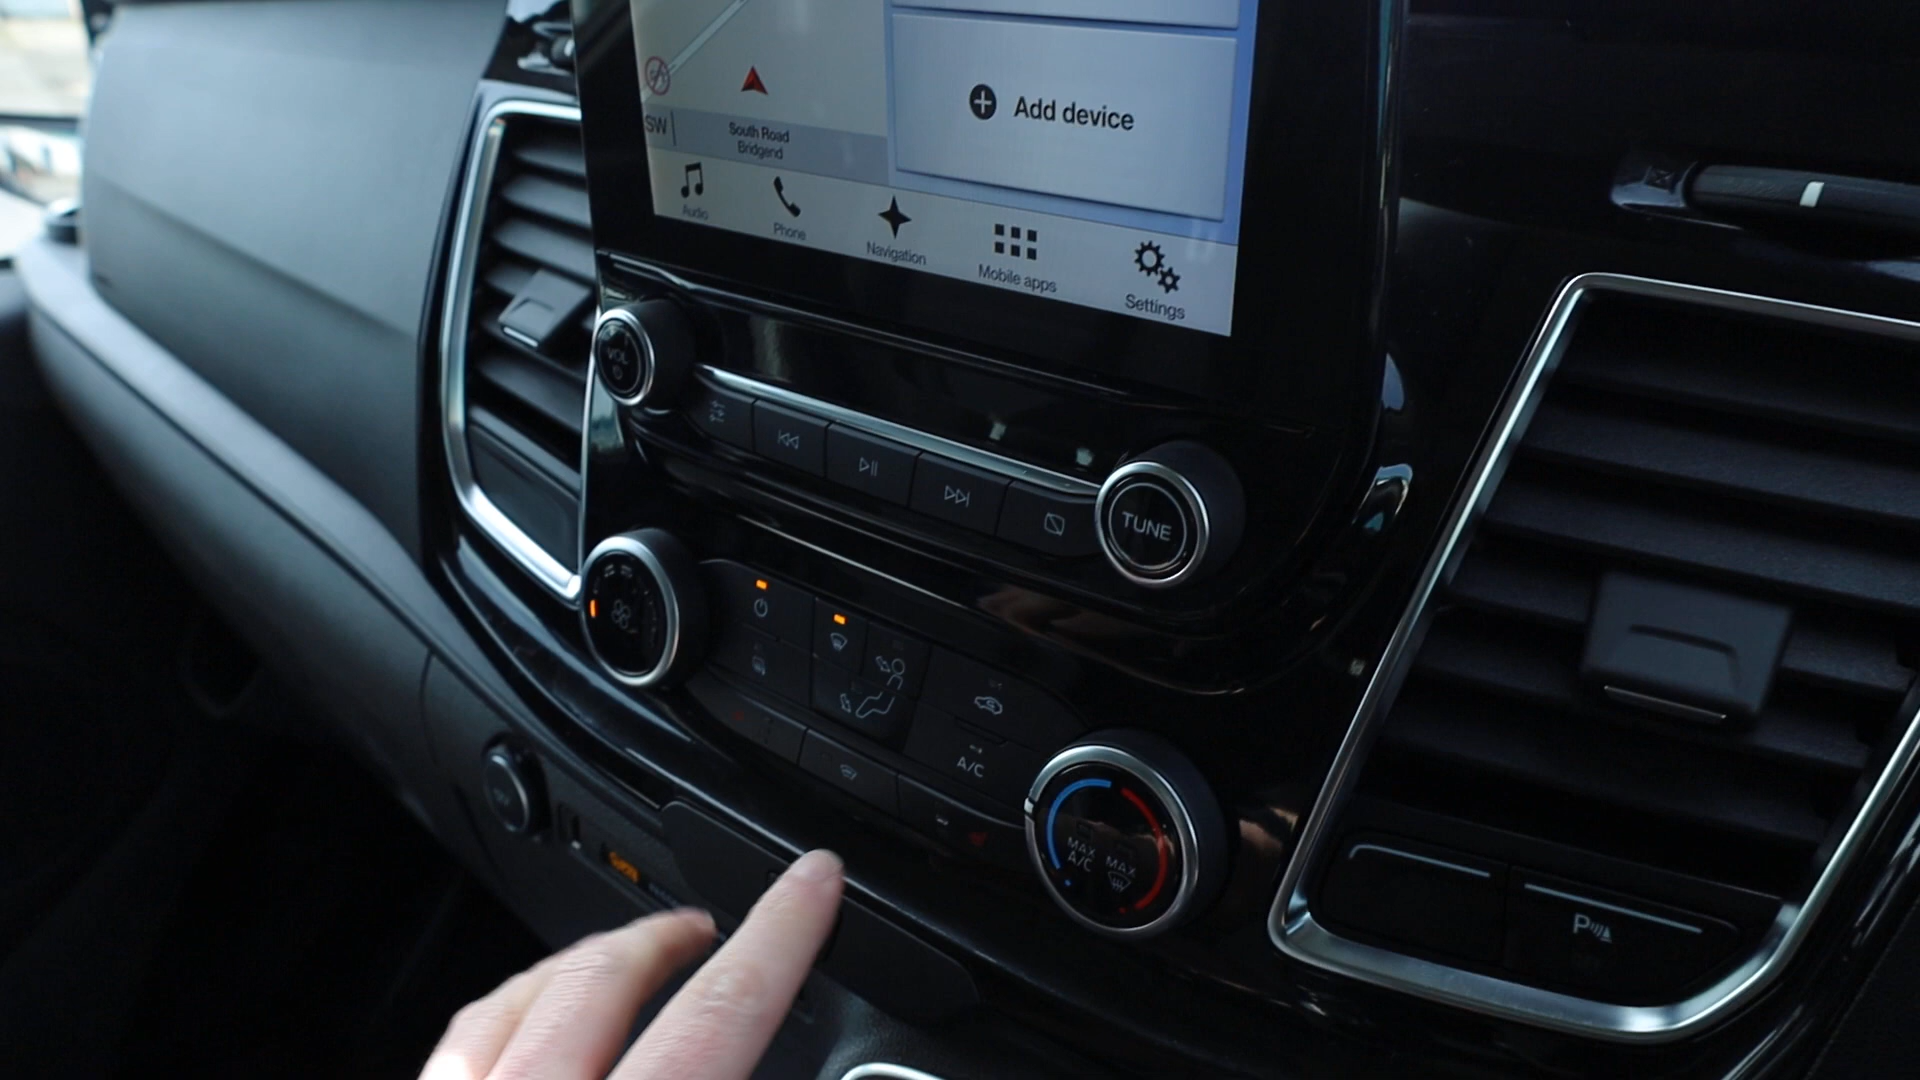 Add device
SW
South Road
Bridgend
Audio
Phone
Navigation
Mobile apps
Settings
VOL
TUNE
A/C
MAX
A/C
MAX
P